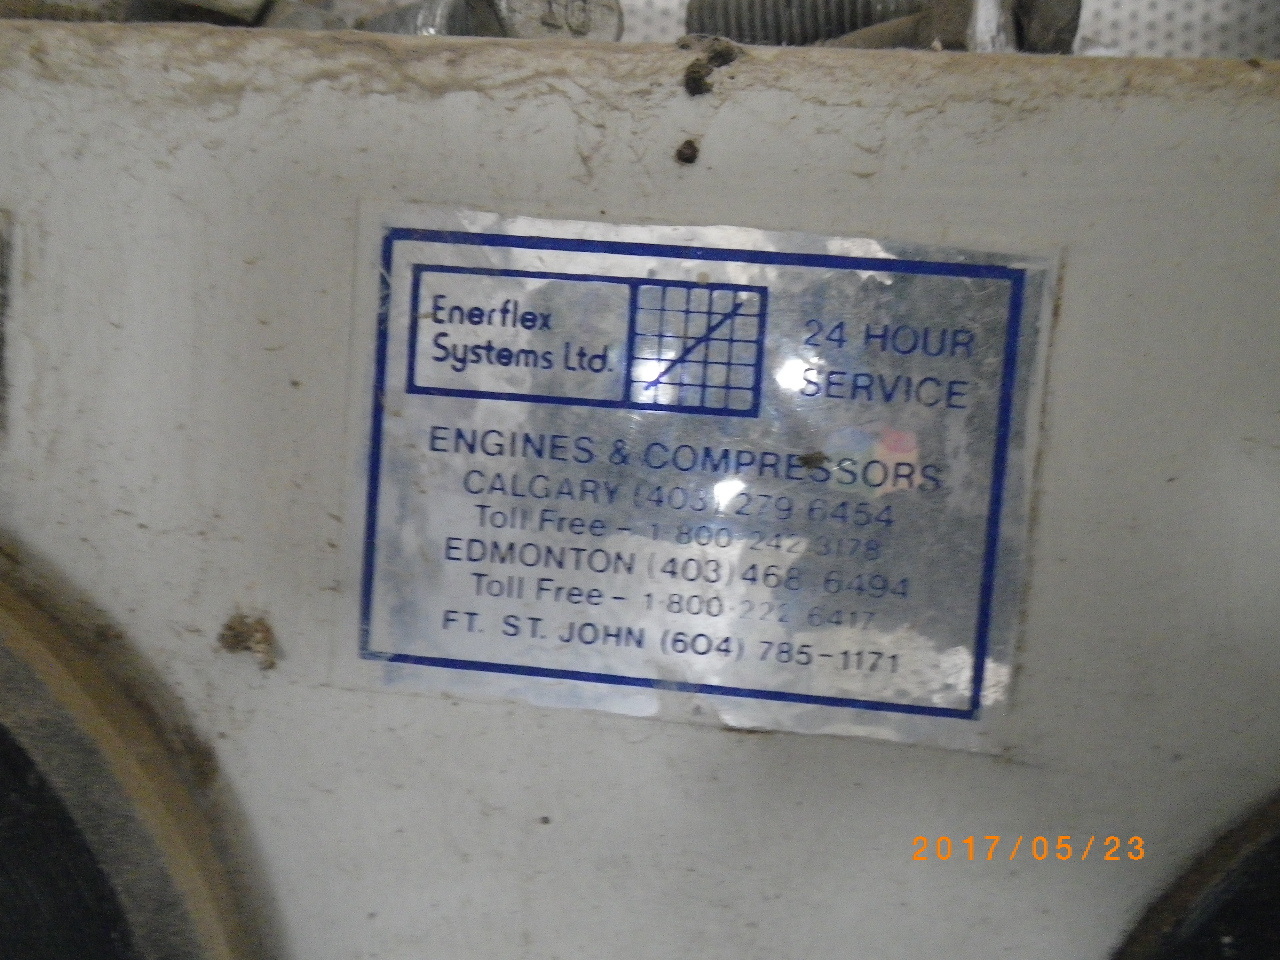 10
Enerflex
Systems Ltd.
24 HOUR
SERVICE
ENGINES & COMPRESSORS
CALGARY (403) 279 6454
Toll Free - 1-800-242-3178
EDMONTON (403) 468 6494
Toll Free - 1-800-222 6417
FT. ST. JOHN (604) 785-1171
2017/05/23